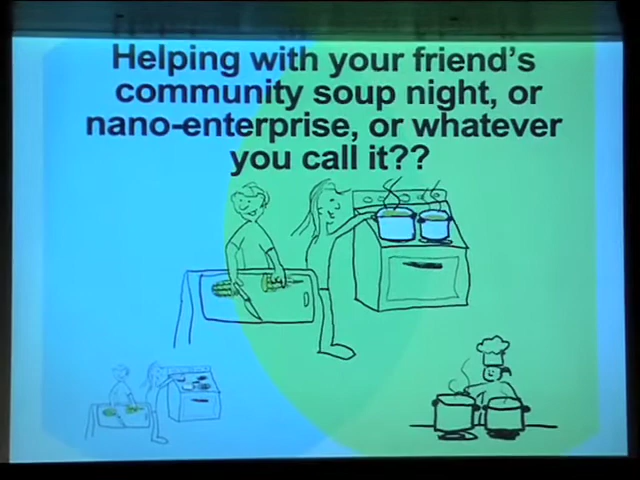 Helping with your friend's
community soup night, or
nano-enterprise, or whatever
you call it??